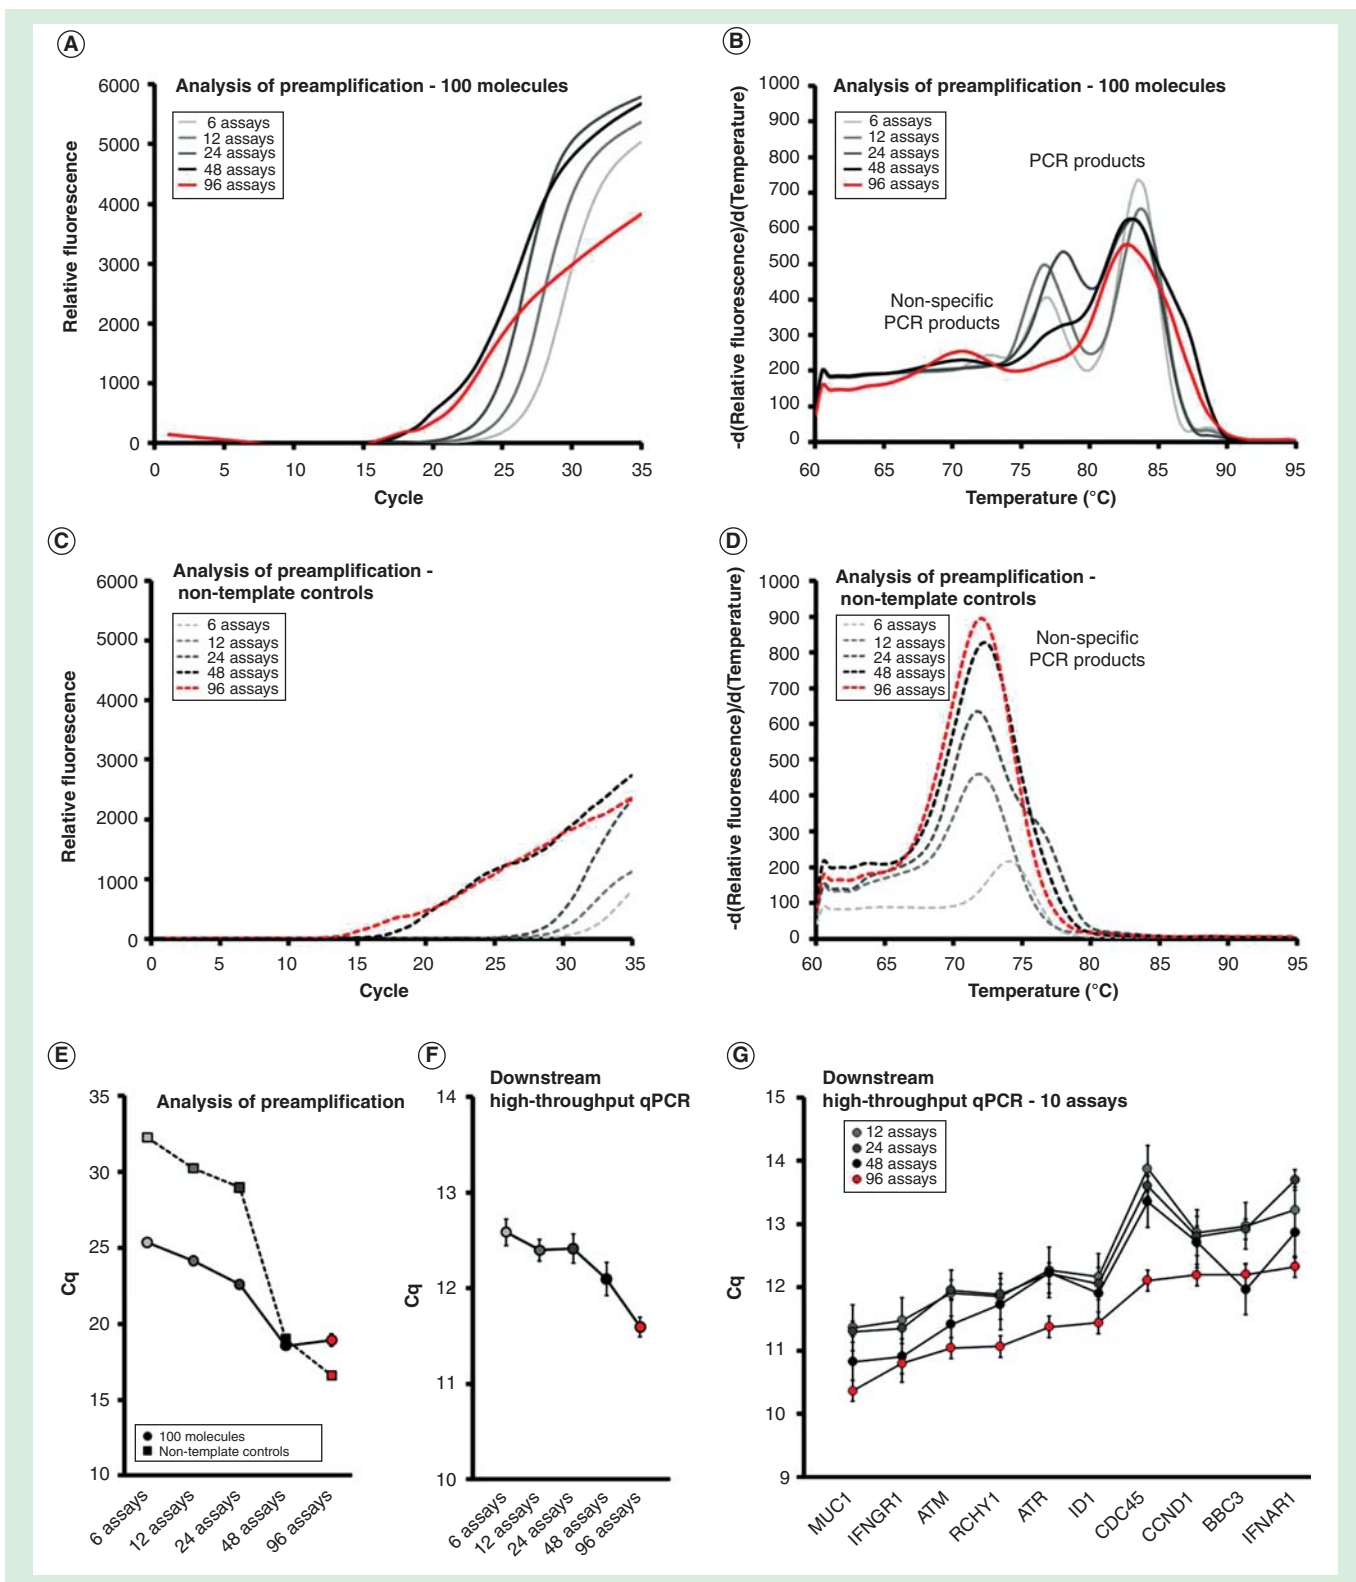 A
Analysis of preamplification - 100 molecules
6 assays
12 assays
24 assays
48 assays
96 assays
Relative fluorescence
6000
5000
4000
3000
2000
1000
0
0 5 10 15 20 25 30 35
Cycle
B
Analysis of preamplification - 100 molecules
6 assays
12 assays
24 assays
48 assays
96 assays
PCR products
Non-specific
PCR products
-d(Relative fluorescence)/d(Temperature)
1000
900
800
700
600
500
400
300
200
100
0
60 65 70 75 80 85 90 95
Temperature (°C)
C
Analysis of preamplification -
non-template controls
6 assays
12 assays
24 assays
48 assays
96 assays
Relative fluorescence
6000
5000
4000
3000
2000
1000
0
0 5 10 15 20 25 30 35
Cycle
D
Analysis of preamplification -
non-template controls
6 assays
12 assays
24 assays
48 assays
96 assays
Non-specific
PCR products
-d(Relative fluorescence)/d(Temperature)
1000
900
800
700
600
500
400
300
200
100
0
60 65 70 75 80 85 90 95
Temperature (°C)
E
Analysis of preamplification
Cq
35
30
25
20
15
10
100 molecules
Non-template controls
6 assays
12 assays
24 assays
48 assays
96 assays
F
Downstream
high-throughput qPCR
Cq
14
13
12
11
10
6 assays
12 assays
24 assays
48 assays
96 assays
G
Downstream
high-throughput qPCR - 10 assays
12 assays
24 assays
48 assays
96 assays
Cq
15
14
13
12
11
10
9
MUC1
IFNGR1
ATM
RCHY1
ATR
ID1
CDC45
CCND1
BBC3
IFNAR1